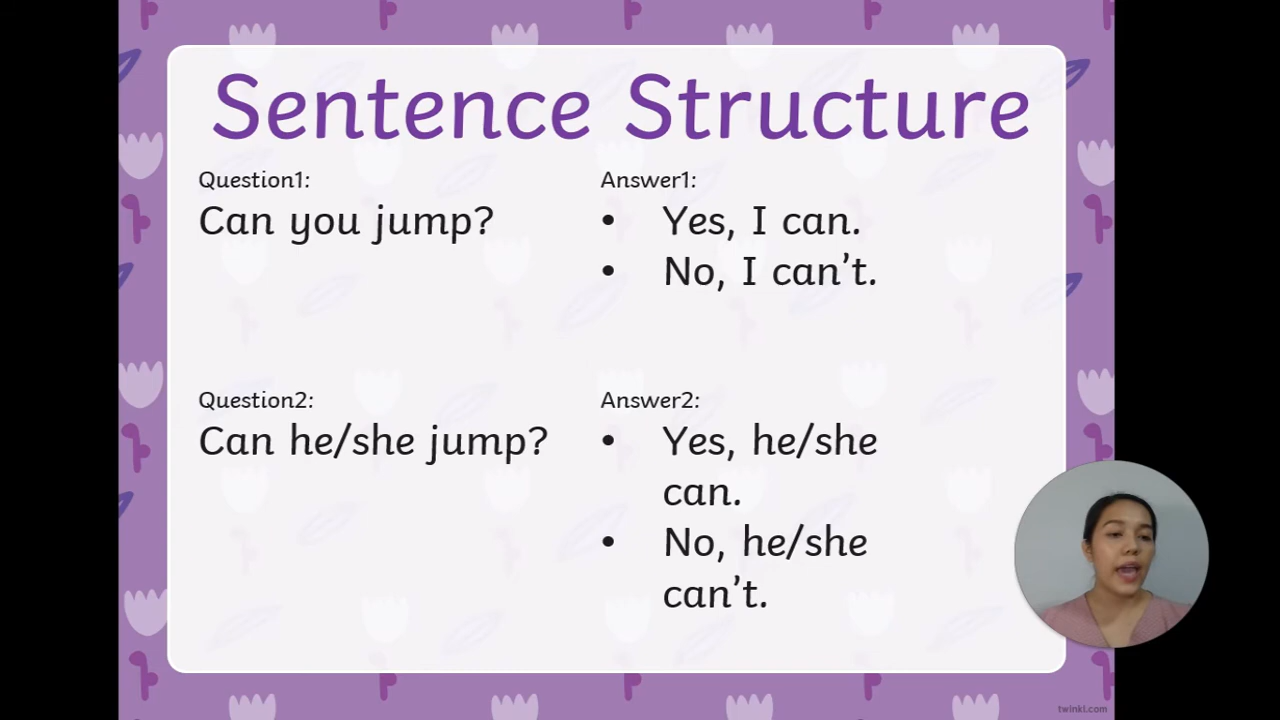 Sentence Structure
Question1:
Can you jump?
Answer1:
• Yes, I can.
• No, I can’t.
Question2:
Can he/she jump?
Answer2:
• Yes, he/she
can.
• No, he/she
can’t.
twinkl.com